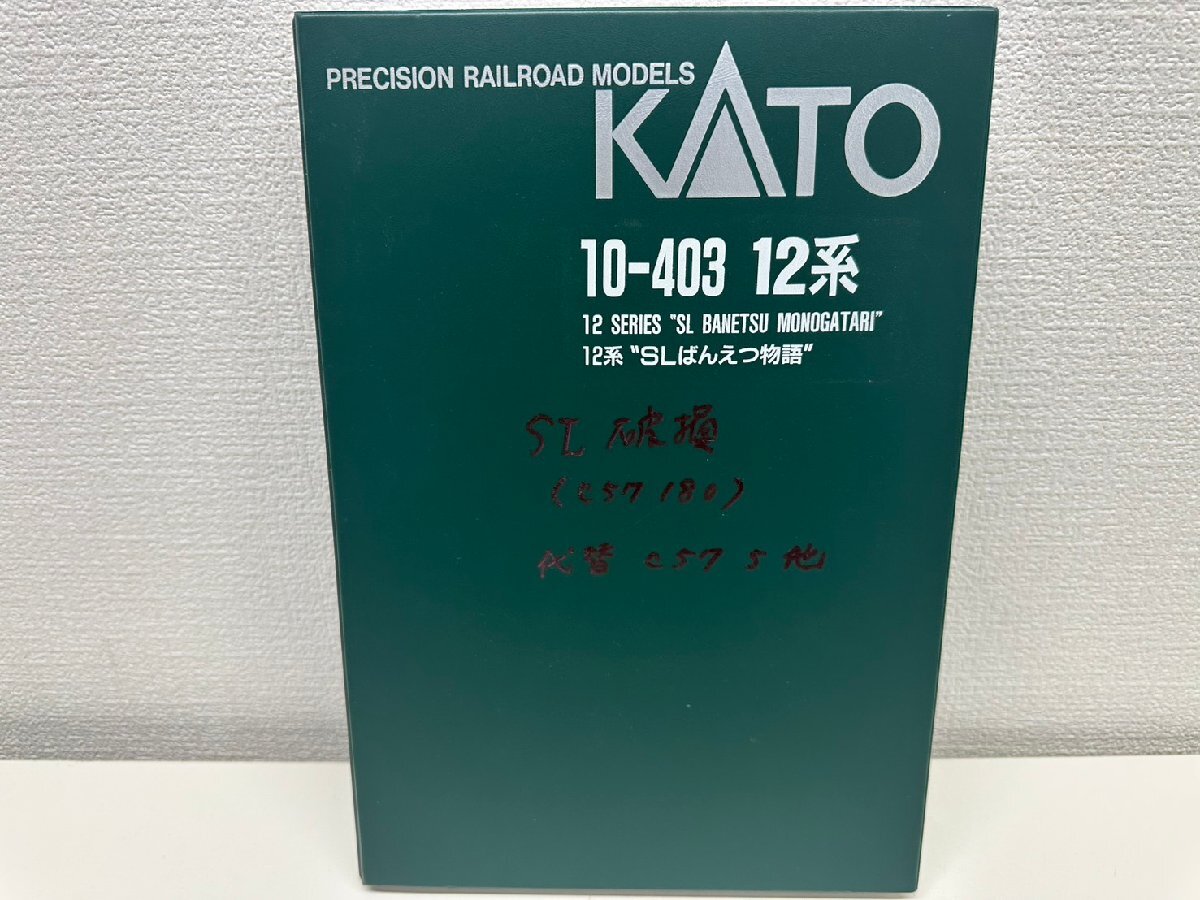 PRECISION RAILROAD MODELS
KATO
10-403 12系
12 SERIES "SL BANETSU MONOGATARI"
12系 "SLばんえつ物語"
SL 破損
(C57 180)
代替 C57 5 他